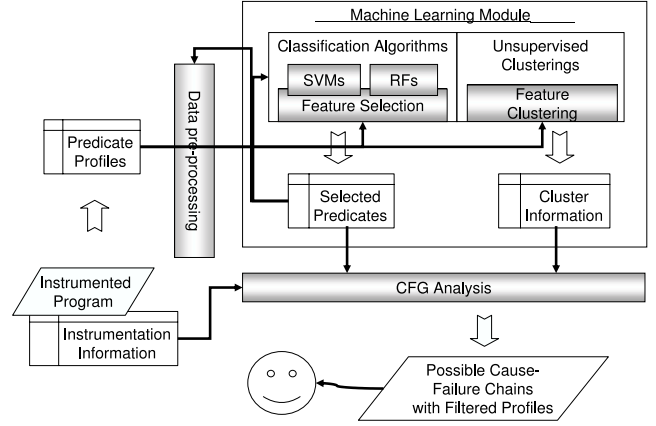 Machine Learning Module
Classification Algorithms
SVMs
RFs
Feature Selection
Unsupervised
Clusterings
Feature
Clustering
Data pre-processing
Predicate
Profiles
Selected
Predicates
Cluster
Information
Instrumented
Program
Instrumentation
Information
CFG Analysis
Possible Cause-
Failure Chains
with Filtered Profiles